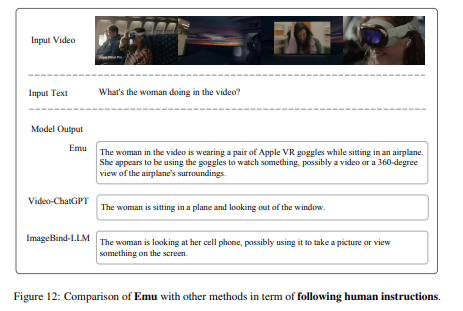 Input Video
Input Text
What's the woman doing in the video?
Model Output
Emu
The woman in the video is wearing a pair of Apple VR goggles while sitting in an airplane.
She appears to be using the goggles to watch something, possibly a video or a 360-degree
view of the airplane's surroundings.
Video-ChatGPT
The woman is sitting in a plane and looking out of the window.
ImageBind-LLM
The woman is looking at her cell phone, possibly using it to take a picture or view
something on the screen.
Figure 12: Comparison of Emu with other methods in term of following human instructions.